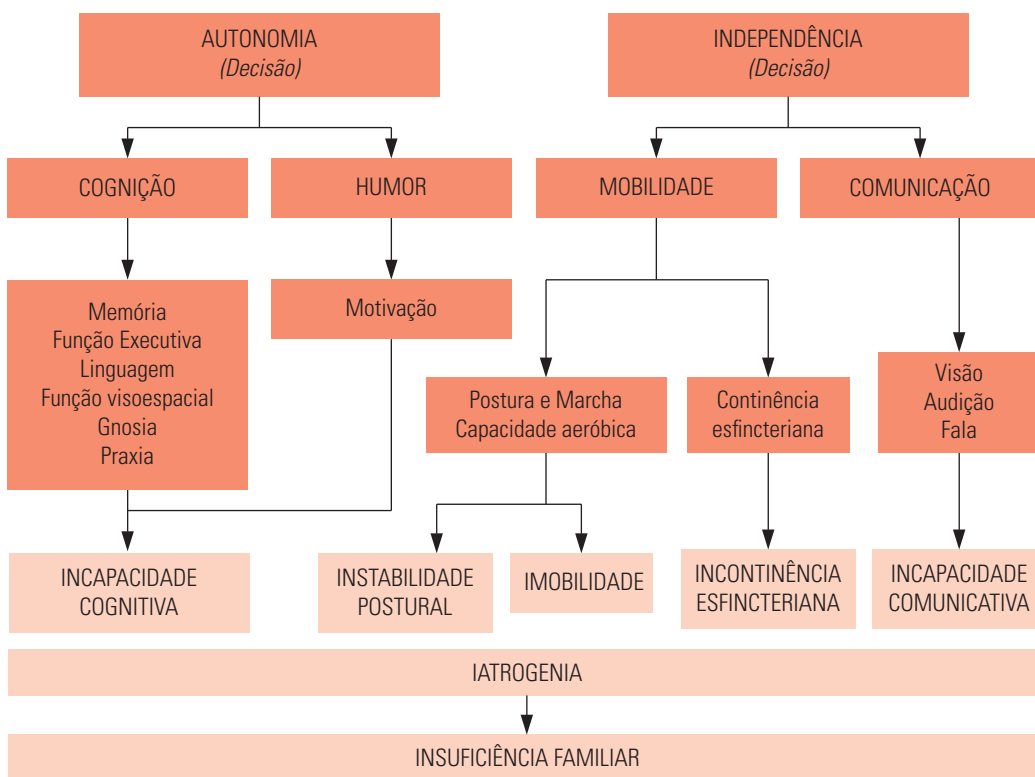 AUTONOMIA
(Decisão)
INDEPENDÊNCIA
(Decisão)
COGNIÇÃO
HUMOR
MOBILIDADE
COMUNICAÇÃO
Memória
Função Executiva
Linguagem
Função visoespacial
Gnosia
Praxia
Motivação
Postura e Marcha
Capacidade aeróbica
Continência
esfincteriana
Visão
Audição
Fala
INCAPACIDADE
COGNITIVA
INSTABILIDADE
POSTURAL
IMOBILIDADE
INCONTINÊNCIA
ESFINCTERIANA
INCAPACIDADE
COMUNICATIVA
IATROGENIA
INSUFICIÊNCIA FAMILIAR